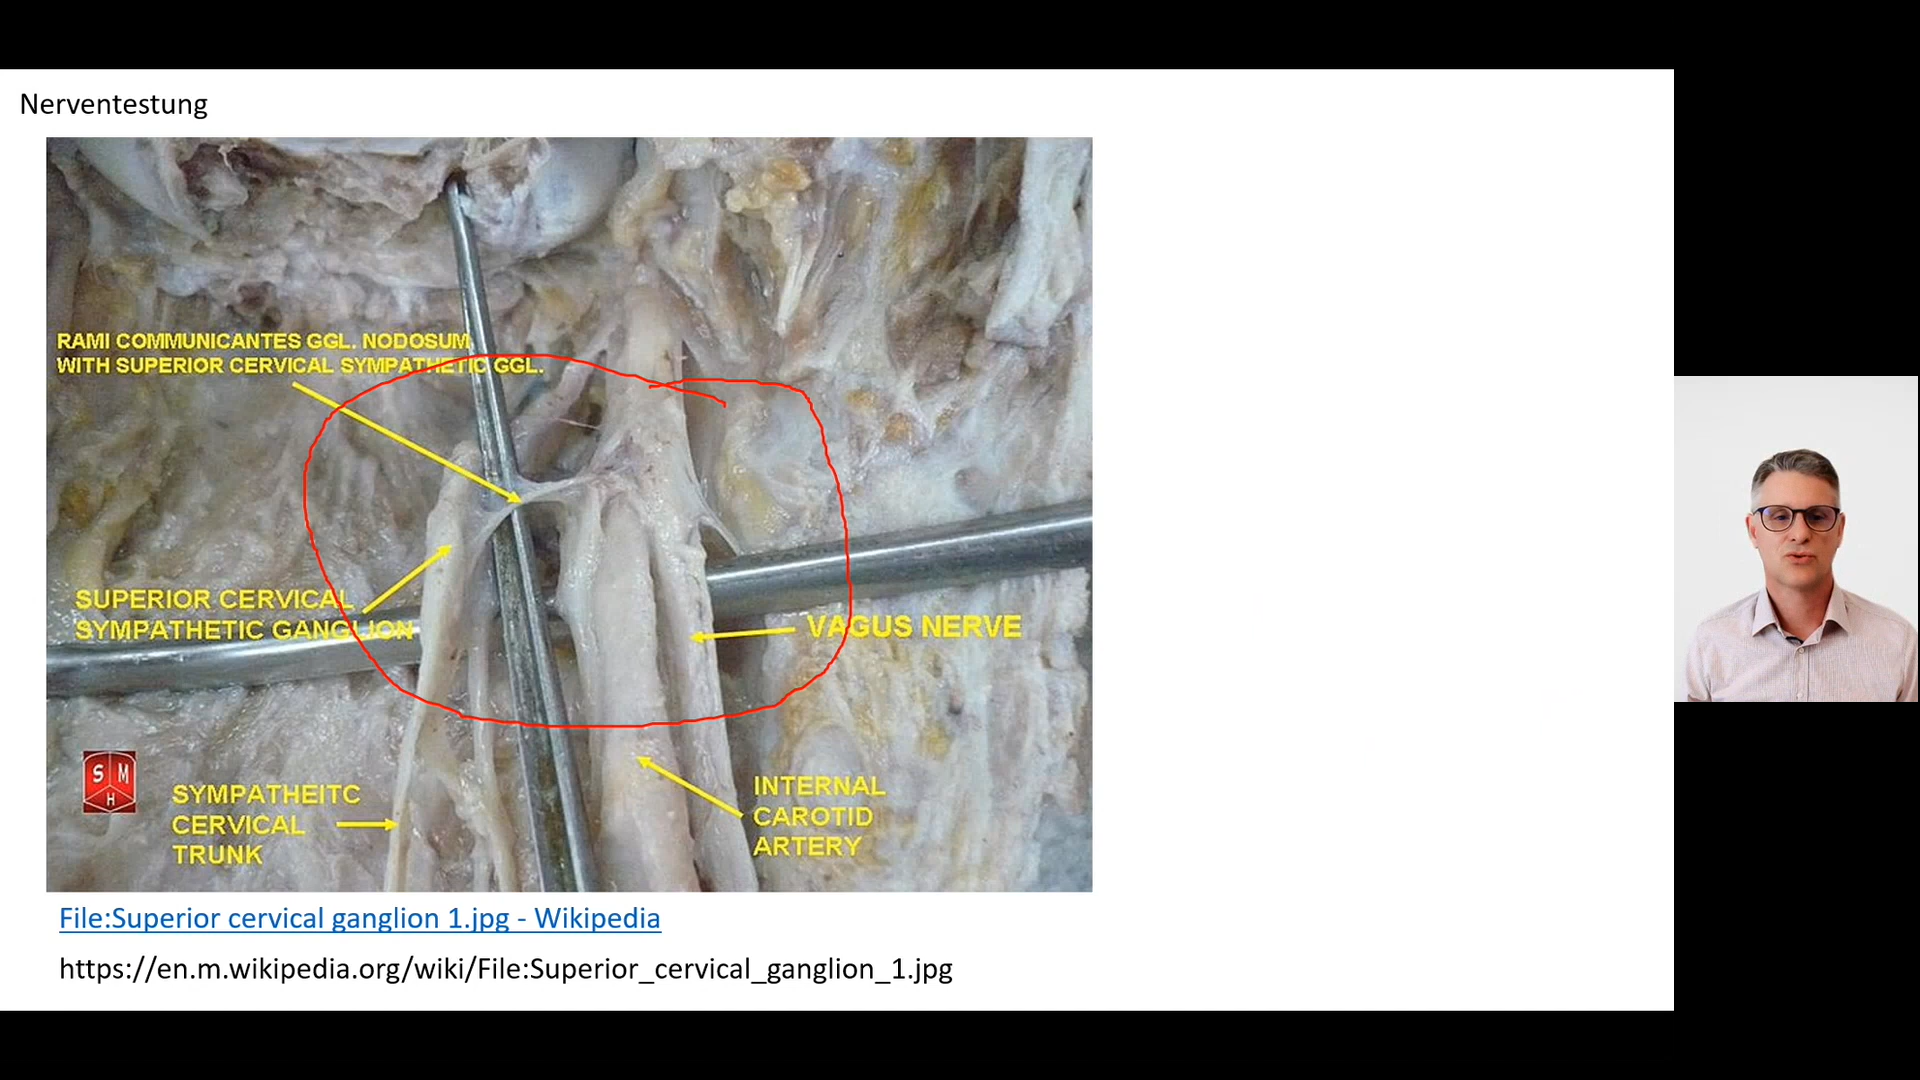 Nerventestung
RAMI COMMUNICANTES GGL. NODOSUM
WITH SUPERIOR CERVICAL SYMPATHETIC GGL.
SUPERIOR CERVICAL
SYMPATHETIC GANGLION
VAGUS NERVE
S M
H
SYMPATHEITC
CERVICAL
TRUNK
INTERNAL
CAROTID
ARTERY
File:Superior cervical ganglion 1.jpg - Wikipedia
https://en.m.wikipedia.org/wiki/File:Superior_cervical_ganglion_1.jpg